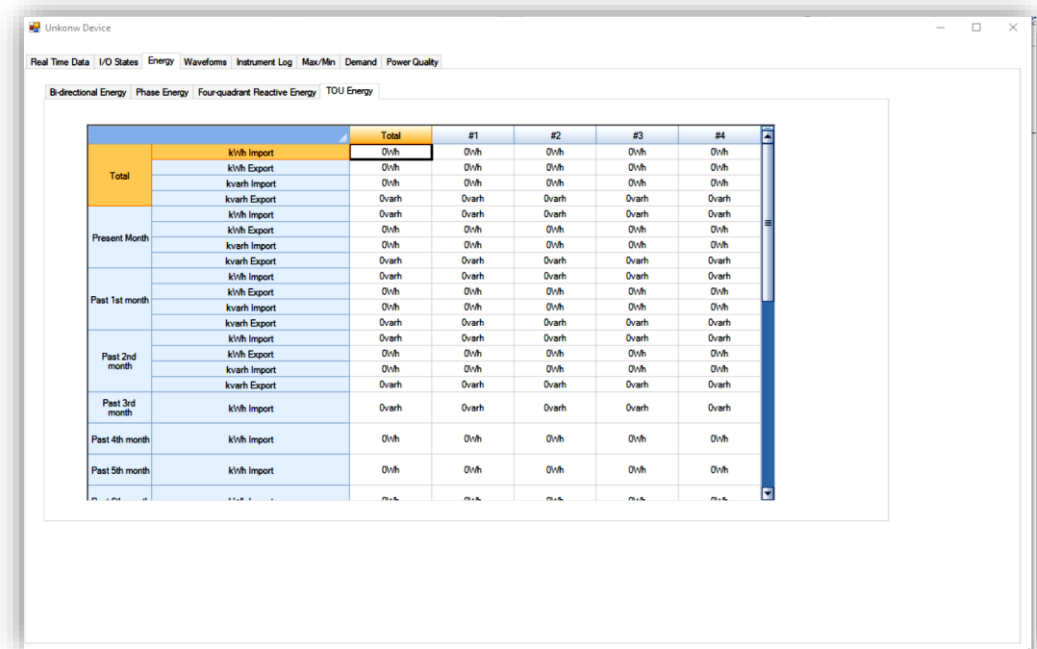 Unkonw Device
Real Time Data I/O States Energy Waveforms Instrument Log Max/Min Demand Power Quality
Bi-directional Energy Phase Energy Four-quadrant Reactive Energy TOU Energy
Total #1 #2 #3 #4
Total
kWh Import 0Wh 0Wh 0Wh 0Wh 0Wh
kWh Export 0Wh 0Wh 0Wh 0Wh 0Wh
kvarh Import 0Wh 0Wh 0Wh 0Wh 0Wh
kvarh Export 0varh 0varh 0varh 0varh 0varh
Present Month
kWh Import 0varh 0varh 0varh 0varh 0varh
kWh Export 0Wh 0Wh 0Wh 0Wh 0Wh
kvarh Import 0Wh 0Wh 0Wh 0Wh 0Wh
kvarh Export 0varh 0varh 0varh 0varh 0varh
Past 1st month
kWh Import 0varh 0varh 0varh 0varh 0varh
kWh Export 0Wh 0Wh 0Wh 0Wh 0Wh
kvarh Import 0Wh 0Wh 0Wh 0Wh 0Wh
kvarh Export 0varh 0varh 0varh 0varh 0varh
Past 2nd
month
kWh Import 0varh 0varh 0varh 0varh 0varh
kWh Export 0Wh 0Wh 0Wh 0Wh 0Wh
kvarh Import 0Wh 0Wh 0Wh 0Wh 0Wh
kvarh Export 0varh 0varh 0varh 0varh 0varh
Past 3rd
month
kWh Import 0varh 0varh 0varh 0varh 0varh
Past 4th month kWh Import 0Wh 0Wh 0Wh 0Wh 0Wh
Past 5th month kWh Import 0Wh 0Wh 0Wh 0Wh 0Wh